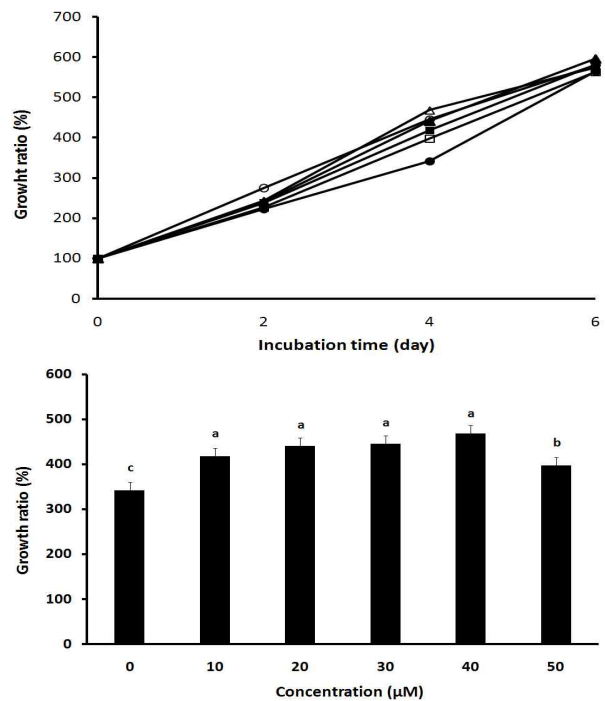 700
600
500
400
300
200
100
0
Growht ratio (%)
0 2 4 6
Incubation time (day)
600
500
400
300
200
100
0
Growth ratio (%)
c a a a a b
0 10 20 30 40 50
Concentration (μM)